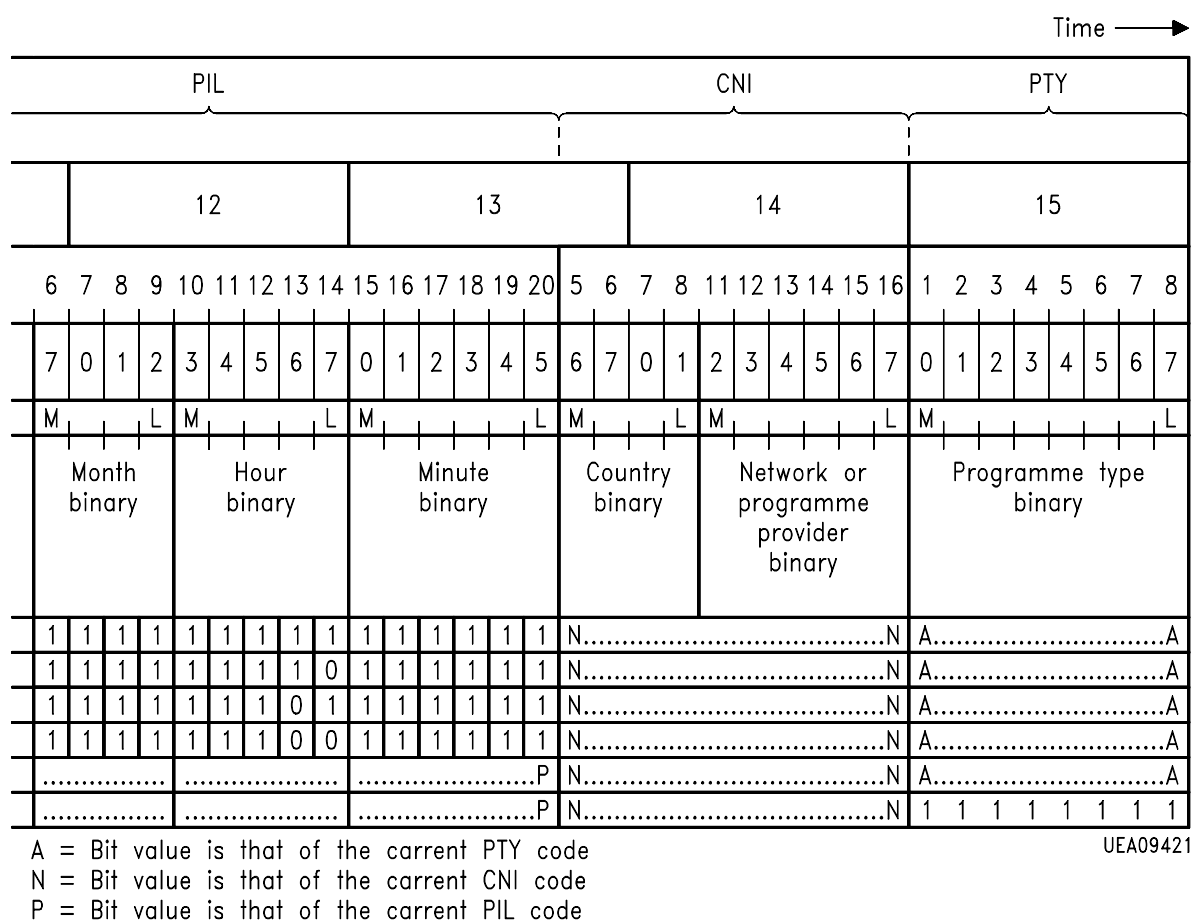 Time
PIL CNI PTY
12 13 14 15
6 7 8 9 10 11 12 13 14 15 16 17 18 19 20 5 6 7 8 11 12 13 14 15 16 1 2 3 4 5 6 7 8
7 0 1 2 3 4 5 6 7 0 1 2 3 4 5 6 7 0 1 2 3 4 5 6 7 0 1 2 3 4 5 6 7
M L M L M L M L M L M L
Month Hour Minute Country Network or Programme type
binary binary binary binary programme binary
provider
binary
1 1 1 1 1 1 1 1 1 1 1 1 1 1 1 N..................................N A..........................A
1 1 1 1 1 1 1 1 0 1 1 1 1 1 1 N..................................N A..........................A
1 1 1 1 1 1 1 0 1 1 1 1 1 1 1 N..................................N A..........................A
1 1 1 1 1 1 1 0 0 1 1 1 1 1 1 N..................................N A..........................A
.............. .................. ....................P N..................................N A..........................A
.............. .................. ....................P N..................................N 1 1 1 1 1 1 1 1
UEA09421
A = Bit value is that of the carrent PTY code
N = Bit value is that of the carrent CNI code
P = Bit value is that of the carrent PIL code